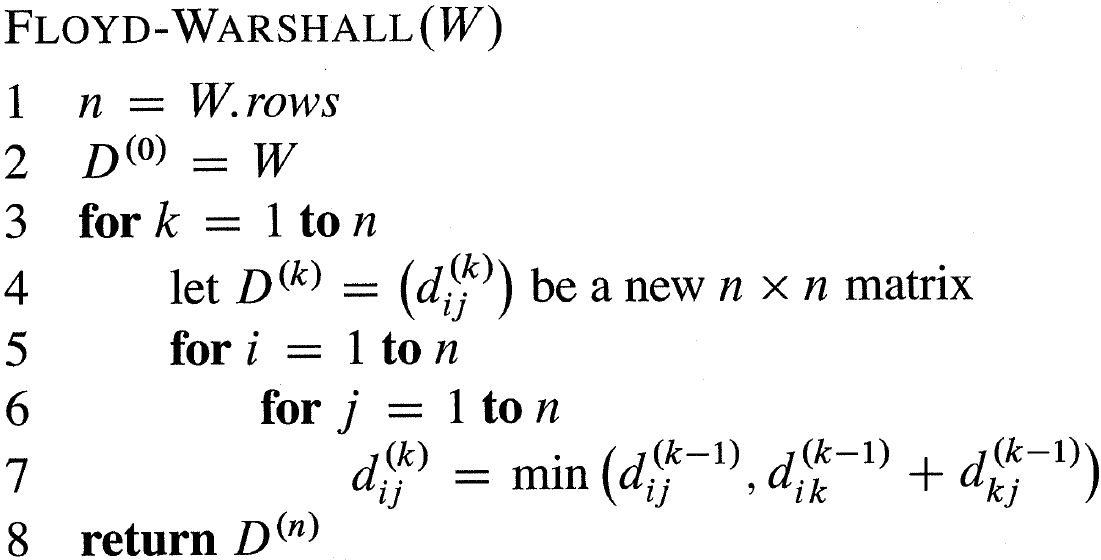 FLOYD-WARSHALL(W)
1 n = W.rows
2 D^(0) = W
3 for k = 1 to n
4 let D^(k) = (d_ij^(k)) be a new n × n matrix
5 for i = 1 to n
6 for j = 1 to n
7 d_ij^(k) = min (d_ij^(k−1), d_ik^(k−1) + d_kj^(k−1))
8 return D^(n)